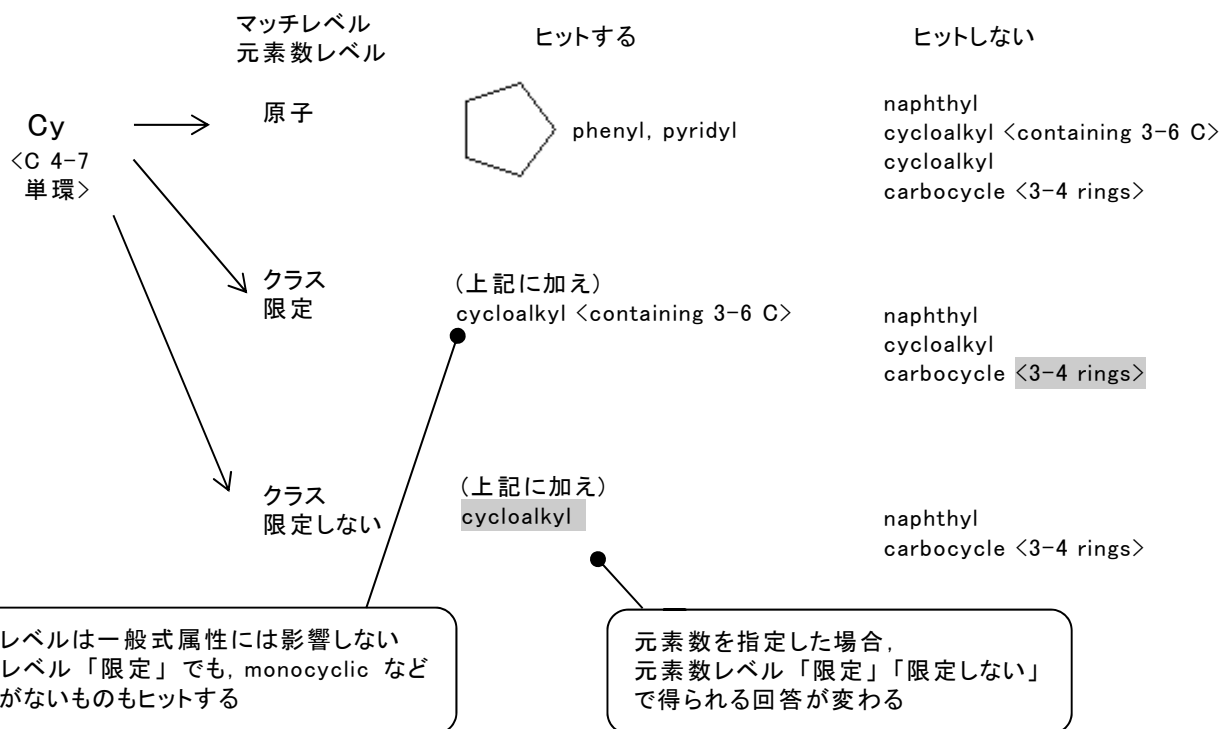 マッチレベル
元素数レベル
ヒットする
ヒットしない
Cy
<C 4-7
単環>
原子
phenyl, pyridyl
naphthyl
cycloalkyl <containing 3-6 C>
cycloalkyl
carbocycle <3-4 rings>
クラス
限定
(上記に加え)
cycloalkyl <containing 3-6 C>
naphthyl
cycloalkyl
carbocycle <3-4 rings>
クラス
限定しない
(上記に加え)
cycloalkyl
naphthyl
carbocycle <3-4 rings>
レベルは一般式属性には影響しない
レベル「限定」でも, monocyclic など
がないものもヒットする
元素数を指定した場合,
元素数レベル「限定」「限定しない」
で得られる回答が変わる